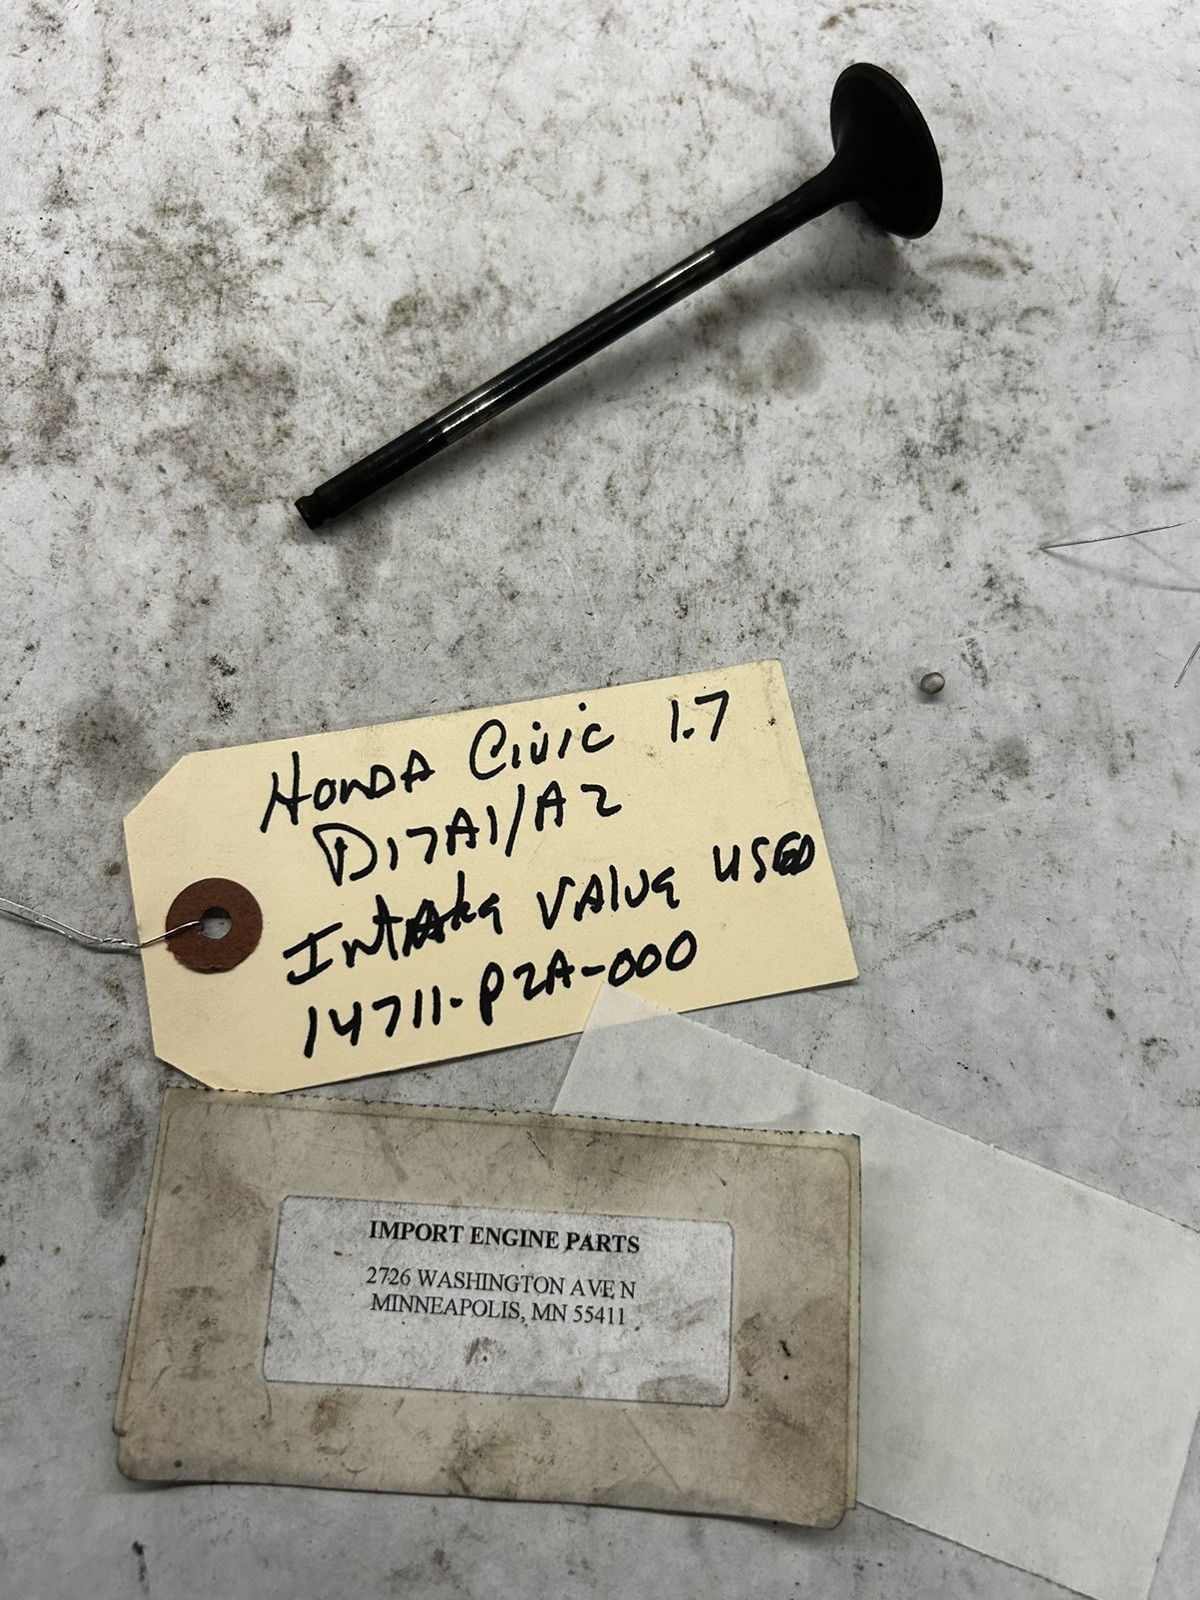 HONDA Civic 1.7
D17A1/A2
Intake VAlve USED
14711-P2A-000
IMPORT ENGINE PARTS
2726 WASHINGTON AVE N
MINNEAPOLIS, MN 55411